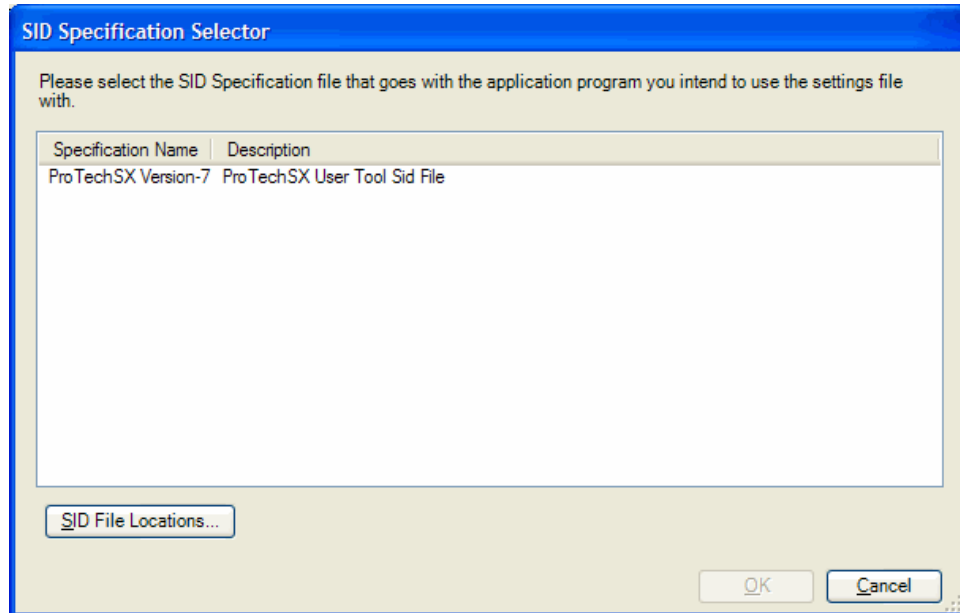 SID Specification Selector
Please select the SID Specification file that goes with the application program you intend to use the settings file
with.
Specification Name Description
ProTechSX Version-7 ProTechSX User Tool Sid File
SID File Locations...
OK Cancel